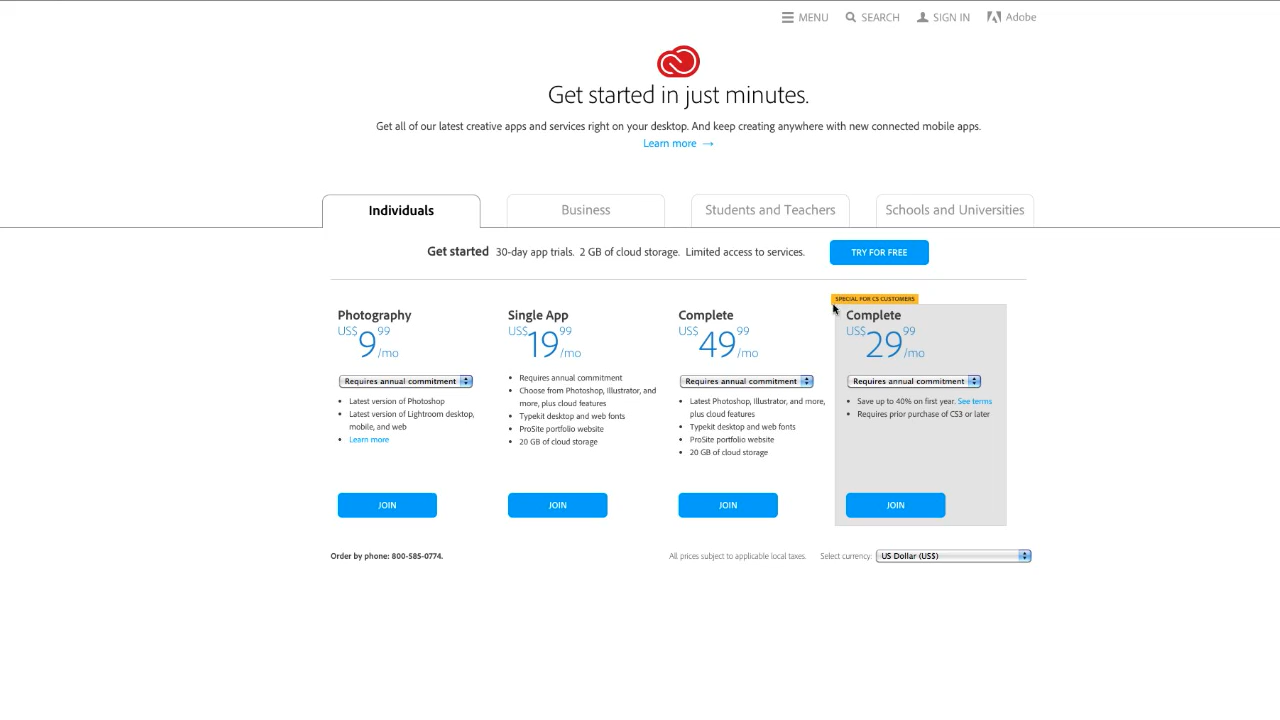 MENU SEARCH SIGN IN Adobe
Get started in just minutes.
Get all of our latest creative apps and services right on your desktop. And keep creating anywhere with new connected mobile apps.
Learn more →
Individuals
Business
Students and Teachers
Schools and Universities
Get started 30-day app trials. 2 GB of cloud storage. Limited access to services.
TRY FOR FREE
Photography
US$9.99/mo
Requires annual commitment
• Latest version of Photoshop
• Latest version of Lightroom desktop,
mobile, and web
• Learn more
JOIN
Single App
US$19.99/mo
• Requires annual commitment
• Choose from Photoshop, Illustrator, and
more, plus cloud features
• Typekit desktop and web fonts
• ProSite portfolio website
• 20 GB of cloud storage
JOIN
Complete
US$49.99/mo
Requires annual commitment
• Latest Photoshop, Illustrator, and more,
plus cloud features
• Typekit desktop and web fonts
• ProSite portfolio website
• 20 GB of cloud storage
JOIN
SPECIAL FOR CS CUSTOMERS
Complete
US$29.99/mo
Requires annual commitment
• Save up to 40% on first year. See terms
• Requires prior purchase of CS3 or later
JOIN
Order by phone: 800-585-0774.
All prices subject to applicable local taxes.
Select currency: US Dollar (US$)